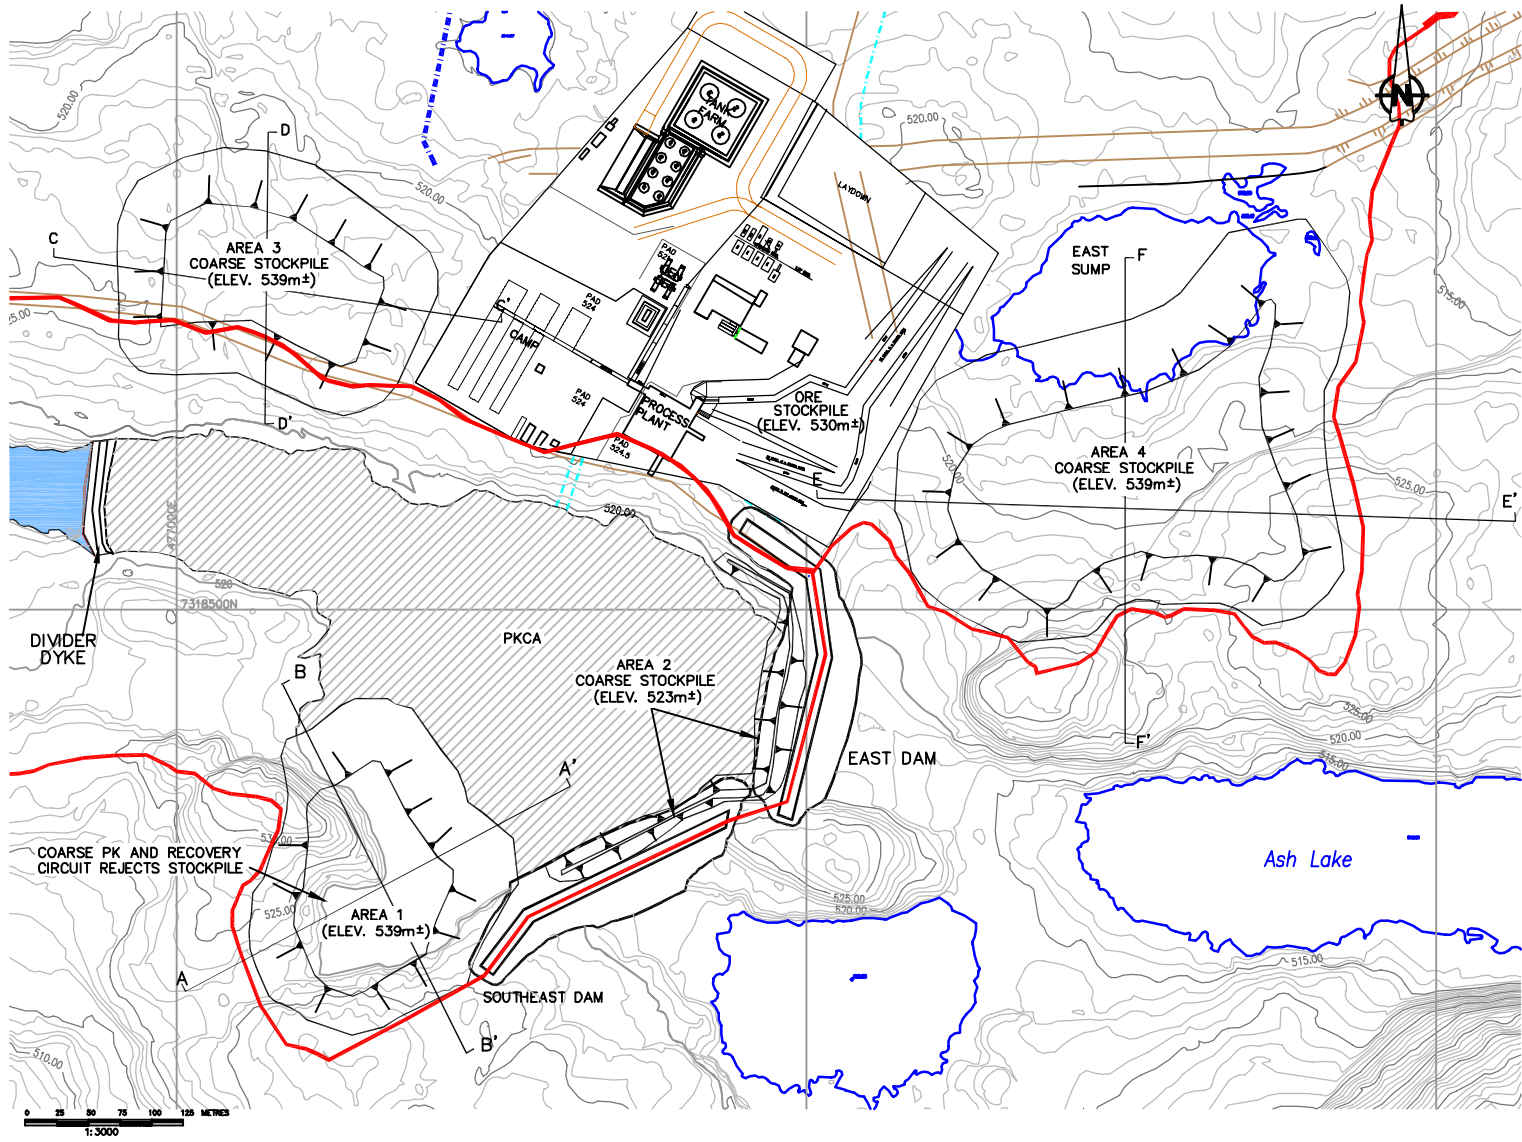 N
520.00
520.00
520.00
TANK
FARM
LAYDOWN
D
C
AREA 3
COARSE STOCKPILE
(ELEV. 539m±)
C'
D'
PAD
PAD
524
CAMP
PAD
524
PAD
524.5
PROCESS
PLANT
ORE
STOCKPILE
(ELEV. 530m±)
EAST
SUMP
F
515.00
25.00
520.00
AREA 4
COARSE STOCKPILE
(ELEV. 539m±)
525.00
E
E'
520.00
477000E
520
7318500N
DIVIDER
DYKE
PKCA
B
AREA 2
COARSE STOCKPILE
(ELEV. 523m±)
525.00
520.00
515.00
F'
EAST DAM
A'
COARSE PK AND RECOVERY
CIRCUIT REJECTS STOCKPILE
525.00
AREA 1
(ELEV. 539m±)
525.00
520.00
Ash Lake
515.00
A
SOUTHEAST DAM
B'
510.00
0 25 50 75 100 125 METRES
1:3000